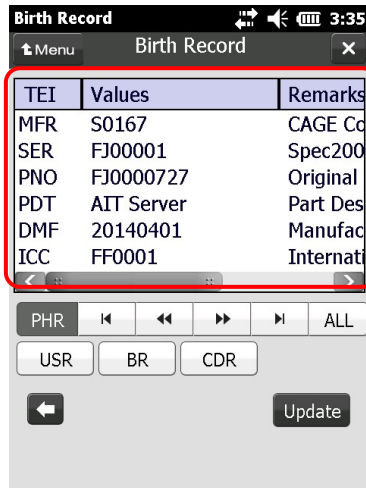 Birth Record 3:35
Menu Birth Record
TEI Values Remarks
MFR S0167 CAGE Co
SER FJ00001 Spec200
PNO FJ0000727 Original
PDT AIT Server Part Des
DMF 20140401 Manufac
ICC FF0001 Internati
PHR ALL
USR BR CDR
Update